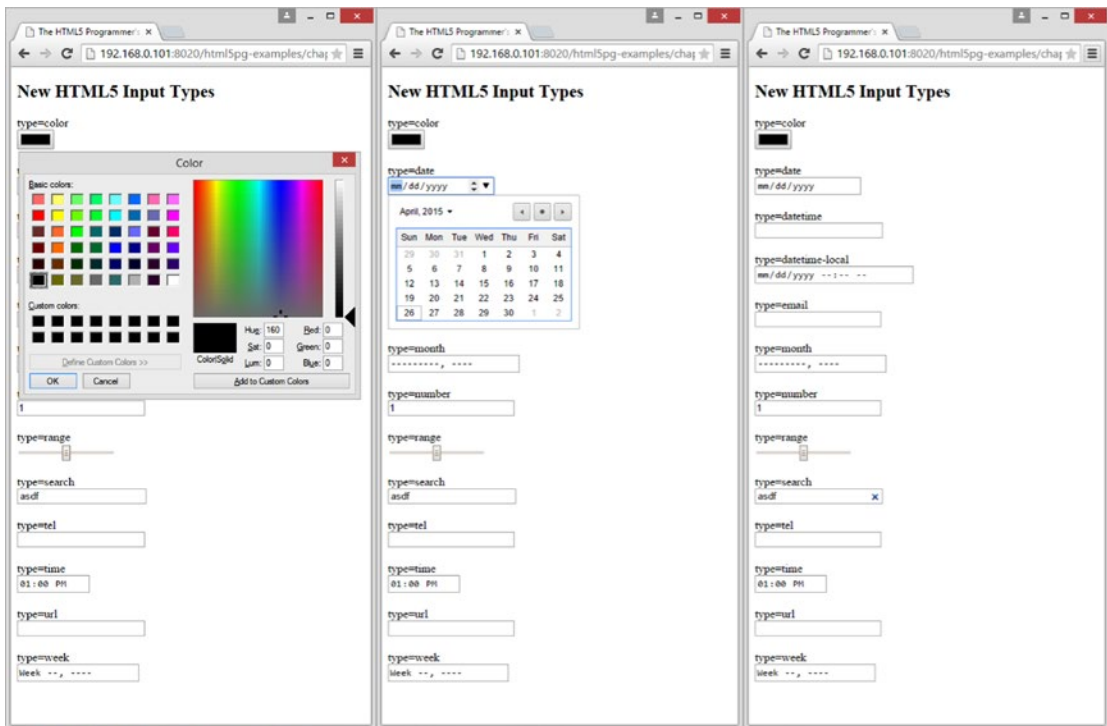 The HTML5 Programmer's
192.168.0.101:8020/html5pg-examples/chap
New HTML5 Input Types
type=color
Color
Basic colors:
Custom colors:
Define Custom Colors >>
OK Cancel
Color|Solid
Hue: 160 Red: 0
Sat: 0 Green: 0
Lum: 0 Blue: 0
Add to Custom Colors
1
type=range
type=search
asdf
type=tel
type=time
01:00 PM
type=url
type=week
Week --, ----
The HTML5 Programmer's
192.168.0.101:8020/html5pg-examples/chap
New HTML5 Input Types
type=color
type=date
mm/dd/yyyy
April, 2015
Sun Mon Tue Wed Thu Fri Sat
29 30 31 1 2 3 4
5 6 7 8 9 10 11
12 13 14 15 16 17 18
19 20 21 22 23 24 25
26 27 28 29 30 1 2
type=month
---------, ----
type=number
1
type=range
type=search
asdf
type=tel
type=time
01:00 PM
type=url
type=week
Week --, ----
The HTML5 Programmer's
192.168.0.101:8020/html5pg-examples/chap
New HTML5 Input Types
type=color
type=date
mm/dd/yyyy
type=datetime
type=datetime-local
mm/dd/yyyy --:-- --
type=email
type=month
---------, ----
type=number
1
type=range
type=search
asdf
type=tel
type=time
01:00 PM
type=url
type=week
Week --, ----